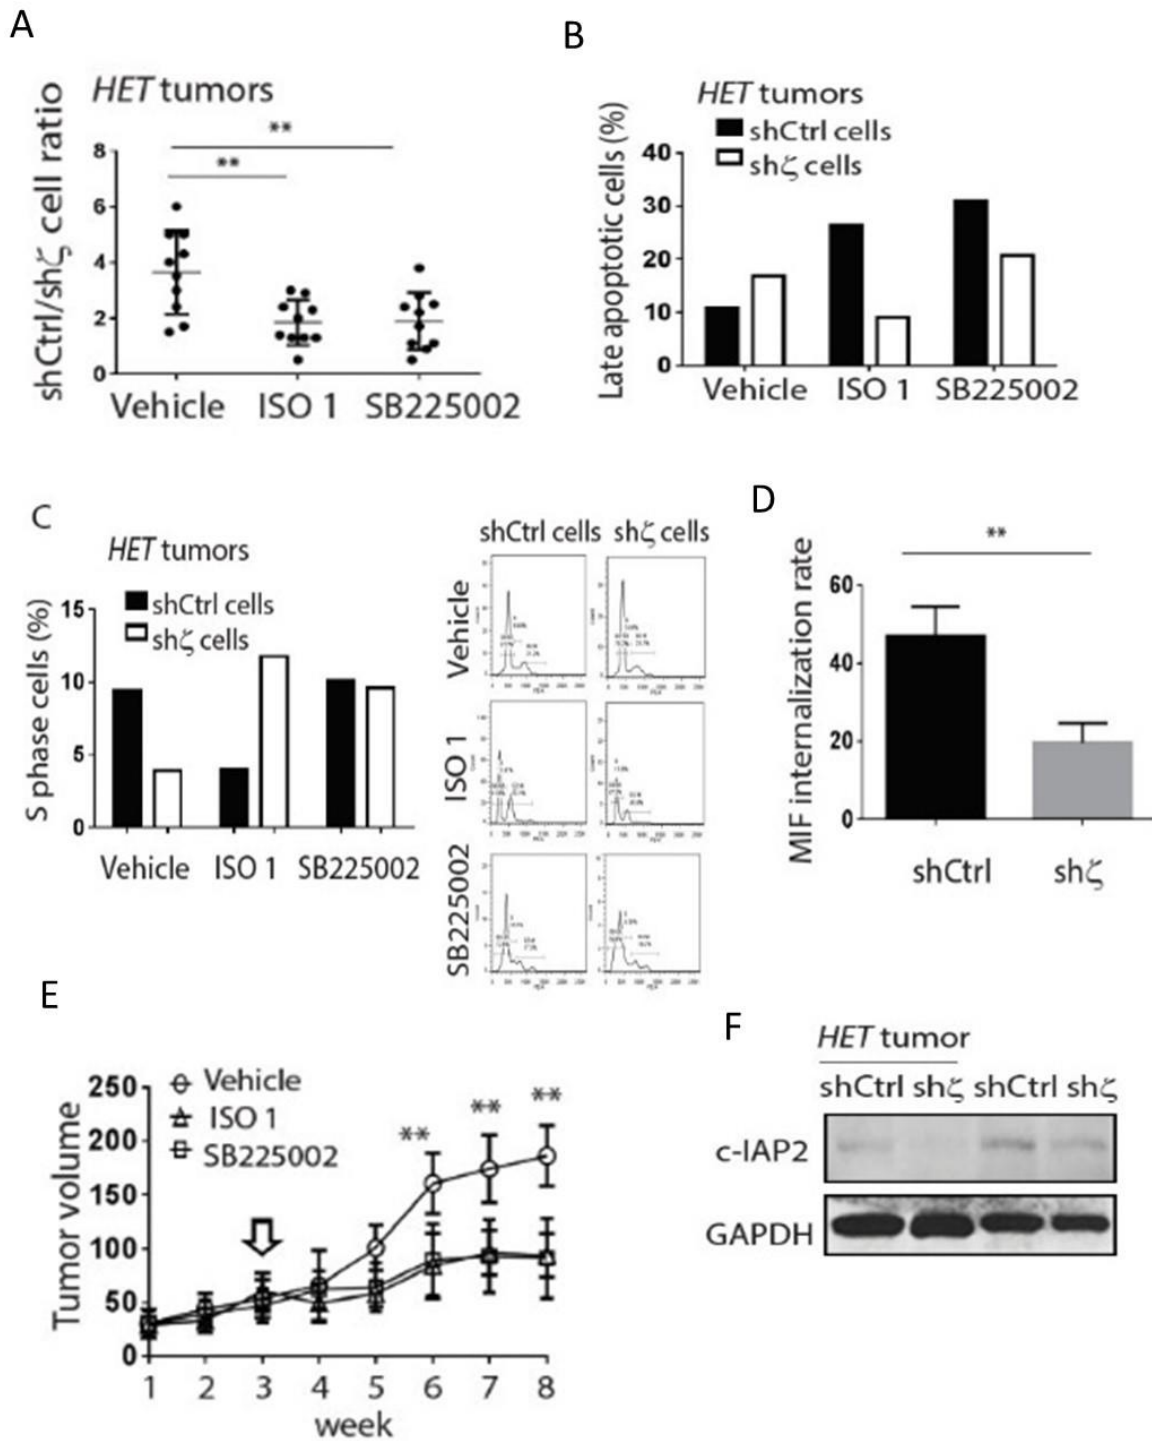 A
HET tumors
shCtrl/shζ cell ratio
**
**
8
6
4
2
0
Vehicle ISO 1 SB225002
B
HET tumors
shCtrl cells
shζ cells
Late apoptotic cells (%)
40
30
20
10
0
Vehicle ISO 1 SB225002
C
HET tumors
shCtrl cells
shζ cells
S phase cells (%)
15
10
5
0
Vehicle ISO 1 SB225002
shCtrl cells shζ cells
Vehicle
ISO 1
SB225002
D
**
MIF internalization rate
60
40
20
0
shCtrl shζ
E
Vehicle
ISO 1
SB225002
Tumor volume
250
200
150
100
50
0
** ** **
1 2 3 4 5 6 7 8
week
F
HET tumor
shCtrl shζ shCtrl shζ
c-IAP2
GAPDH